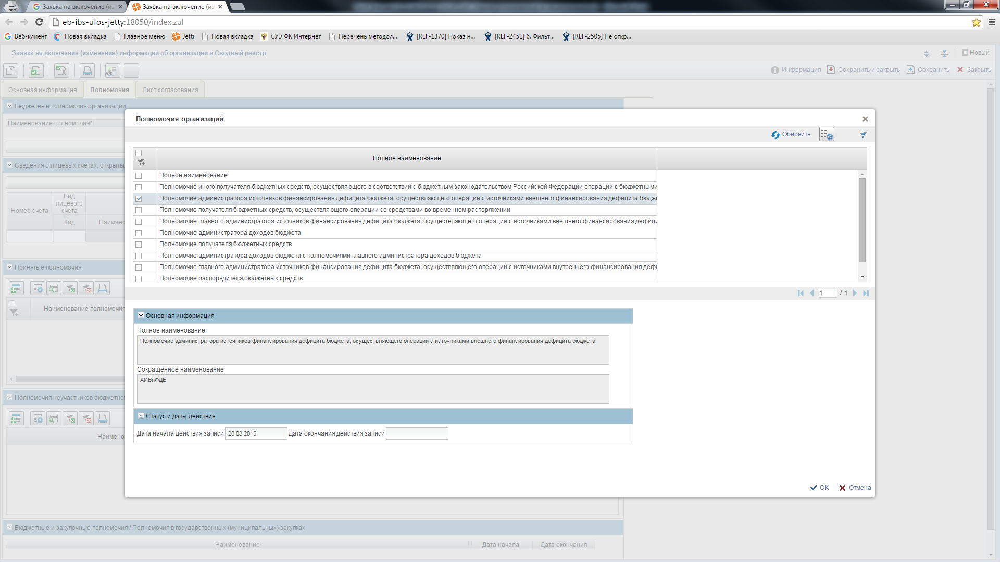 Заявка на включение (из
Заявка на включение (из
eb-ibs-ufos-jetty:18050/index.zul
Веб-клиент
Новая вкладка
Главное меню
Jetti
Новая вкладка
СУЭ ФК Интернет
Перечень методол...
[REF-1370] Показ н...
[REF-2451] 6. Фильт...
[REF-2505] Не откр...
Заявка на включение (изменение) информации об организации в Сводный реестр
Новый
Информация
Сохранить и закрыть
Сохранить
Закрыть
Основная информация
Полномочия
Лист согласования
Бюджетные полномочия организации
Наименование полномочия*
Сведения о лицевых счетах, открыты
Номер счета
Вид
лицевого
счета
Код
Наимено
Принятые полномочия
Наименование полномочия
Полномочия неучастников бюджетно
Наимено
Бюджетные и закупочные полномочия / Полномочия в государственных (муниципальных) закупках
Наименование
Дата начала
Дата окончания
Полномочия организаций
Обновить
Полное наименование
Полное наименование
Полномочие иного получателя бюджетных средств, осуществляющего в соответствии с бюджетным законодательством Российской Федерации операции с бюджетными
Полномочие администратора источников финансирования дефицита бюджета, осуществляющего операции с источниками внешнего финансирования дефицита бюдж
Полномочие получателя бюджетных средств, осуществляющего операции со средствами во временном распоряжении
Полномочие главного администратора источников финансирования дефицита бюджета, осуществляющего операции с источниками внешнего финансирования дефици
Полномочие администратора доходов бюджета
Полномочие получателя бюджетных средств
Полномочие администратора доходов бюджета с полномочиями главного администратора доходов бюджета
Полномочие главного администратора источников финансирования дефицита бюджета, осуществляющего операции с источниками внутреннего финансирования деф
Полномочие распорядителя бюджетных средств
1 / 1
Основная информация
Полное наименование
Полномочие администратора источников финансирования дефицита бюджета, осуществляющего операции с источниками внешнего финансирования дефицита бюджета
Сокращенное наименование
АИВнФДБ
Статус и даты действия
Дата начала действия записи 20.08.2015 Дата окончания действия записи
OK
Отмена